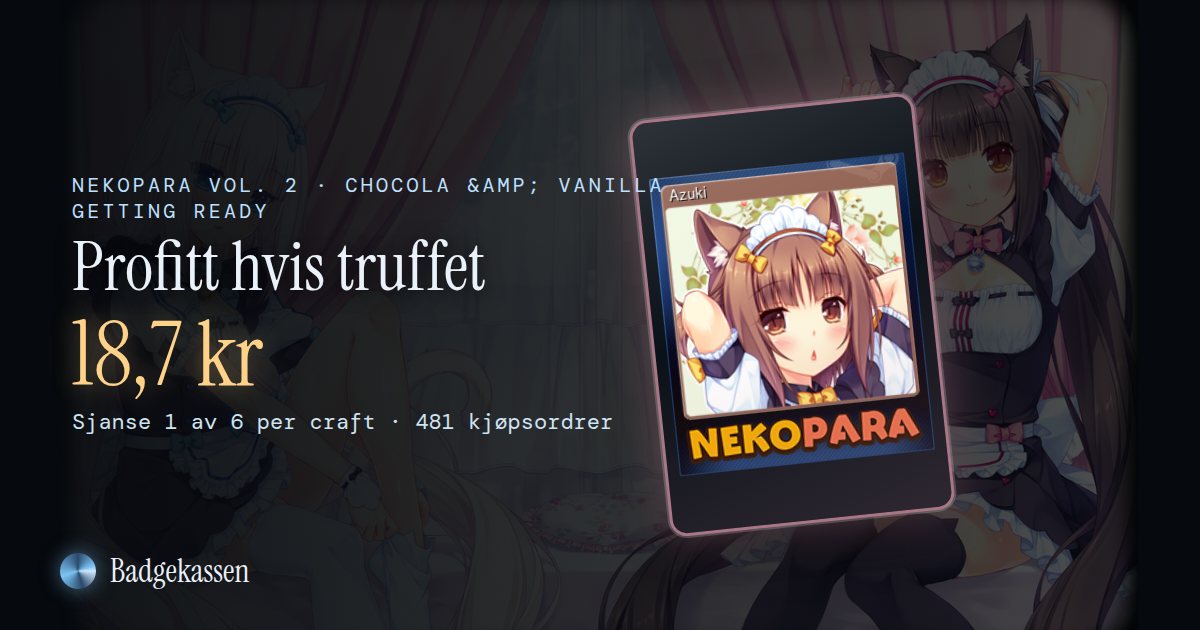 NEKOPARA VOL. 2 · CHOCOLA &AMP; VANILLA
GETTING READY
Profitt hvis truffet
18,7 kr
Sjanse 1 av 6 per craft · 481 kjøpsordrer
Azuki
NEKOPARA
Badgekassen